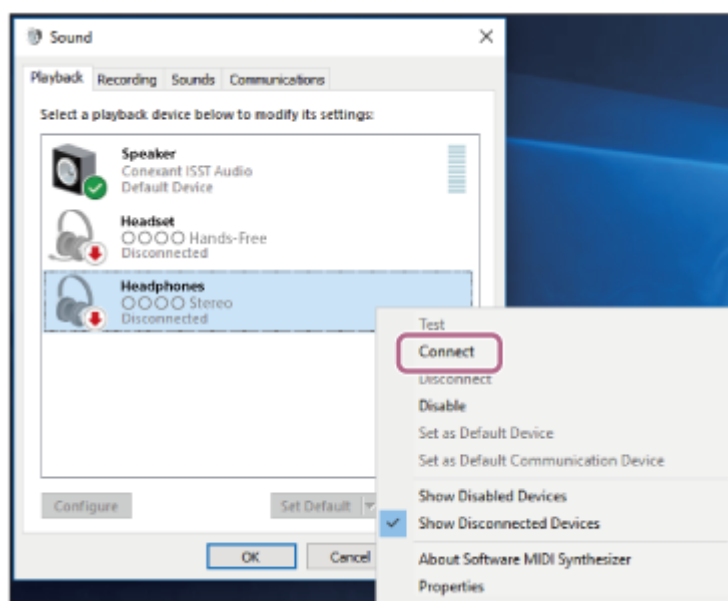 Sound
Playback Recording Sounds Communications
Select a playback device below to modify its settings:
Speaker
Conexant ISST Audio
Default Device
Headset
○○○○ Hands-Free
Disconnected
Headphones
○○○○ Stereo
Disconnected
Test
Connect
Disconnect
Disable
Set as Default Device
Set as Default Communication Device
Show Disabled Devices
Show Disconnected Devices
About Software MIDI Synthesizer
Properties
Configure Set Default
OK Cancel